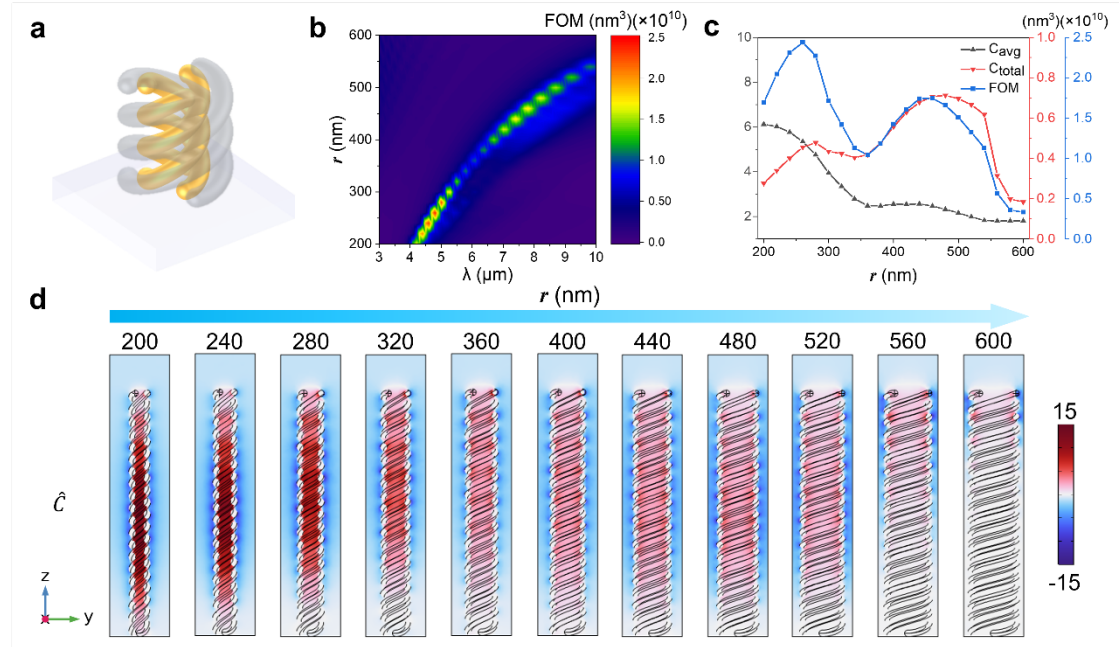 a
b
FOM (nm³)(×10¹⁰)
600
500
400
300
200
r (nm)
3 4 5 6 7 8 9 10
λ (μm)
2.5
2.0
1.5
1.0
0.5
0.0
c
(nm³)(×10¹⁰)
10
8
6
4
2
C_avg
C_total
FOM
1.0
0.8
0.6
0.4
0.2
0.0
2.5
2.0
1.5
1.0
0.5
0.0
200 300 400 500 600
r (nm)
d
r (nm)
200 240 280 320 360 400 440 480 520 560 600
Ĉ
z
y
15
-15